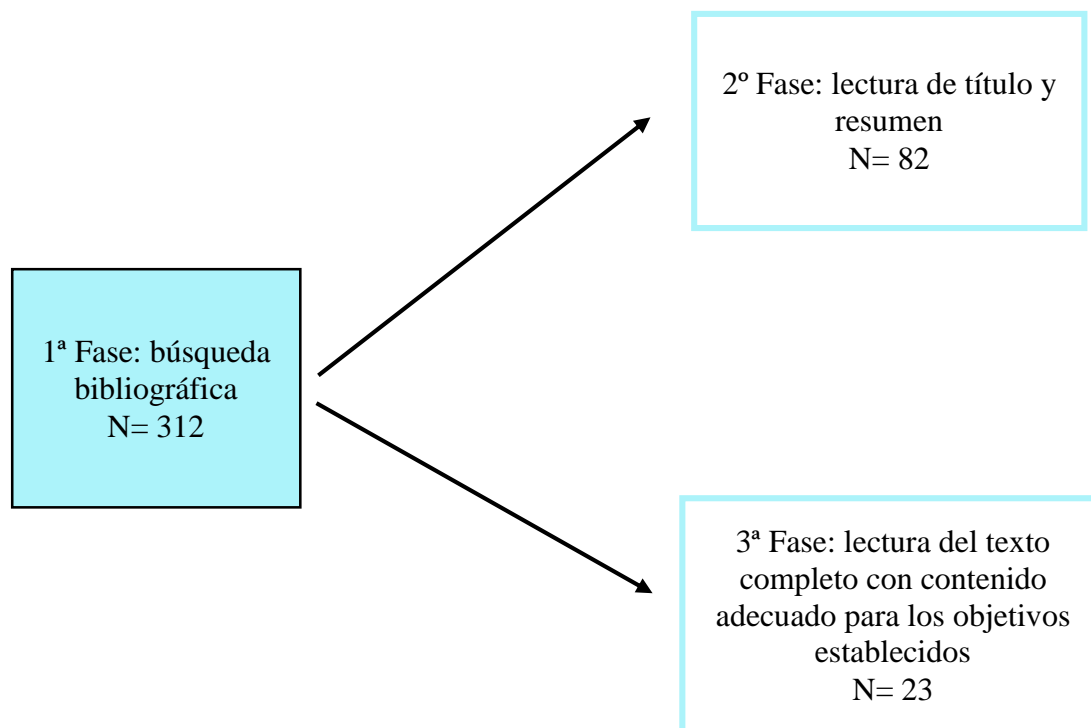 1ª Fase: búsqueda
bibliográfica
N= 312
2º Fase: lectura de título y
resumen
N= 82
3ª Fase: lectura del texto
completo con contenido
adecuado para los objetivos
establecidos
N= 23